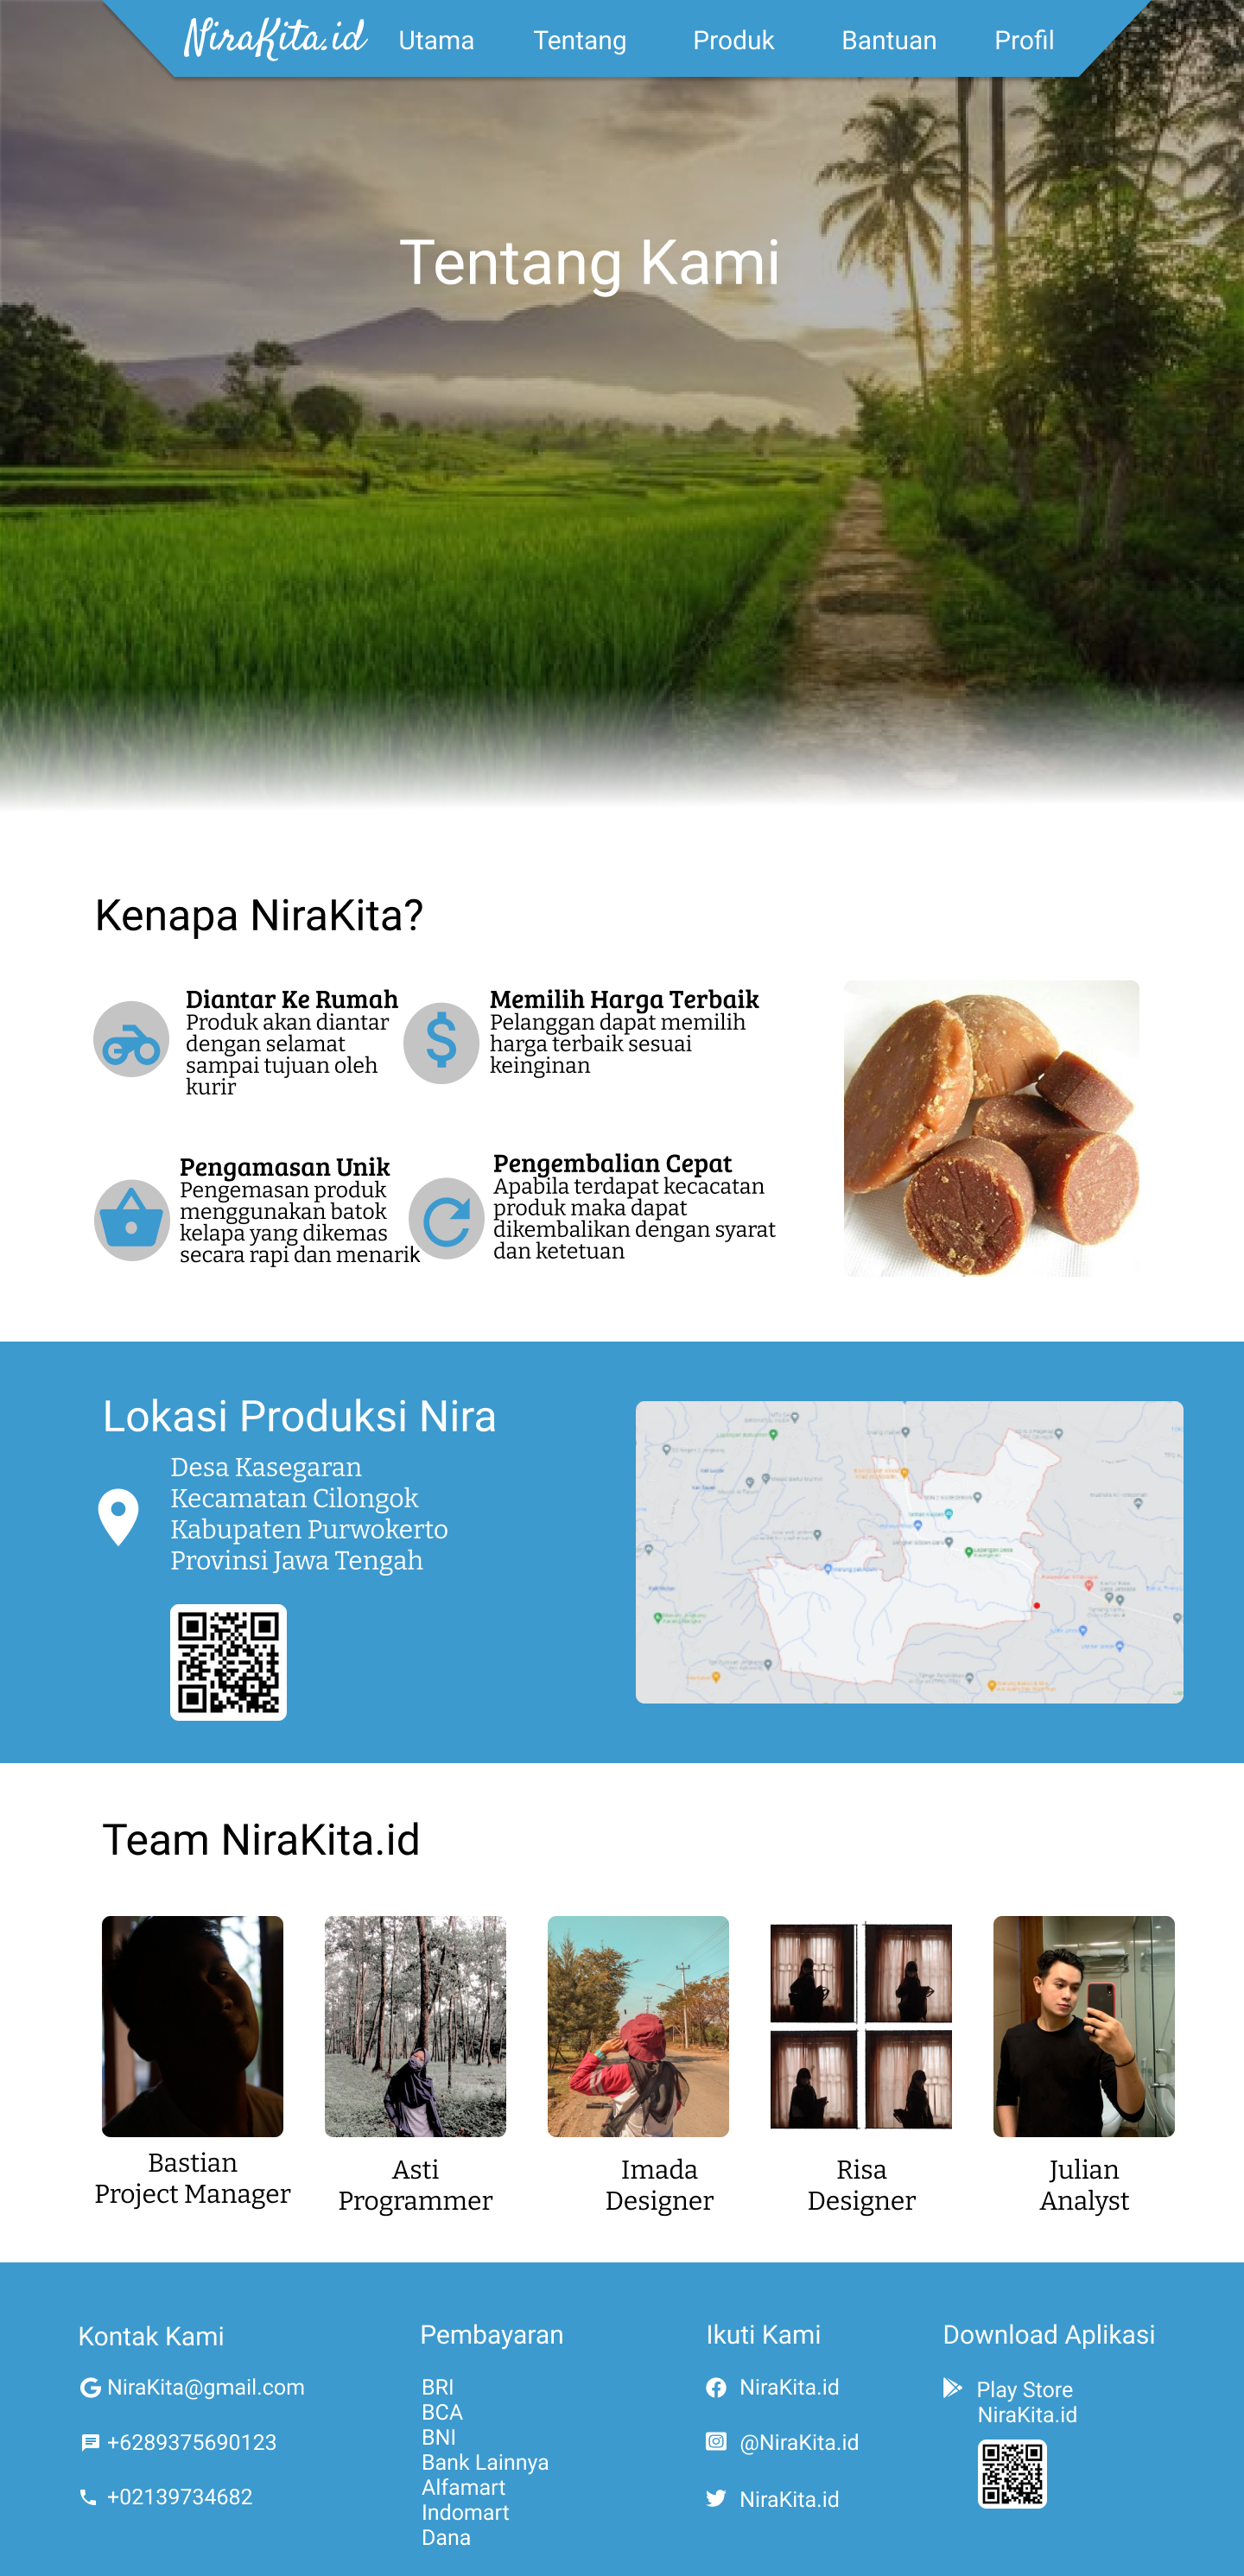 NiraKita.id
Utama
Tentang
Produk
Bantuan
Profil
Tentang Kami
Kenapa NiraKita?
Diantar Ke Rumah
Produk akan diantar
dengan selamat
sampai tujuan oleh
kurir
Memilih Harga Terbaik
Pelanggan dapat memilih
harga terbaik sesuai
keinginan
Pengamasan Unik
Pengemasan produk
menggunakan batok
kelapa yang dikemas
secara rapi dan menarik
Pengembalian Cepat
Apabila terdapat kecacatan
produk maka dapat
dikembalikan dengan syarat
dan ketetuan
Lokasi Produksi Nira
Desa Kasegaran
Kecamatan Cilongok
Kabupaten Purwokerto
Provinsi Jawa Tengah
Team NiraKita.id
Bastian
Project Manager
Asti
Programmer
Imada
Designer
Risa
Designer
Julian
Analyst
Kontak Kami
NiraKita@gmail.com
+6289375690123
+02139734682
Pembayaran
BRI
BCA
BNI
Bank Lainnya
Alfamart
Indomart
Dana
Ikuti Kami
NiraKita.id
@NiraKita.id
NiraKita.id
Download Aplikasi
Play Store
NiraKita.id